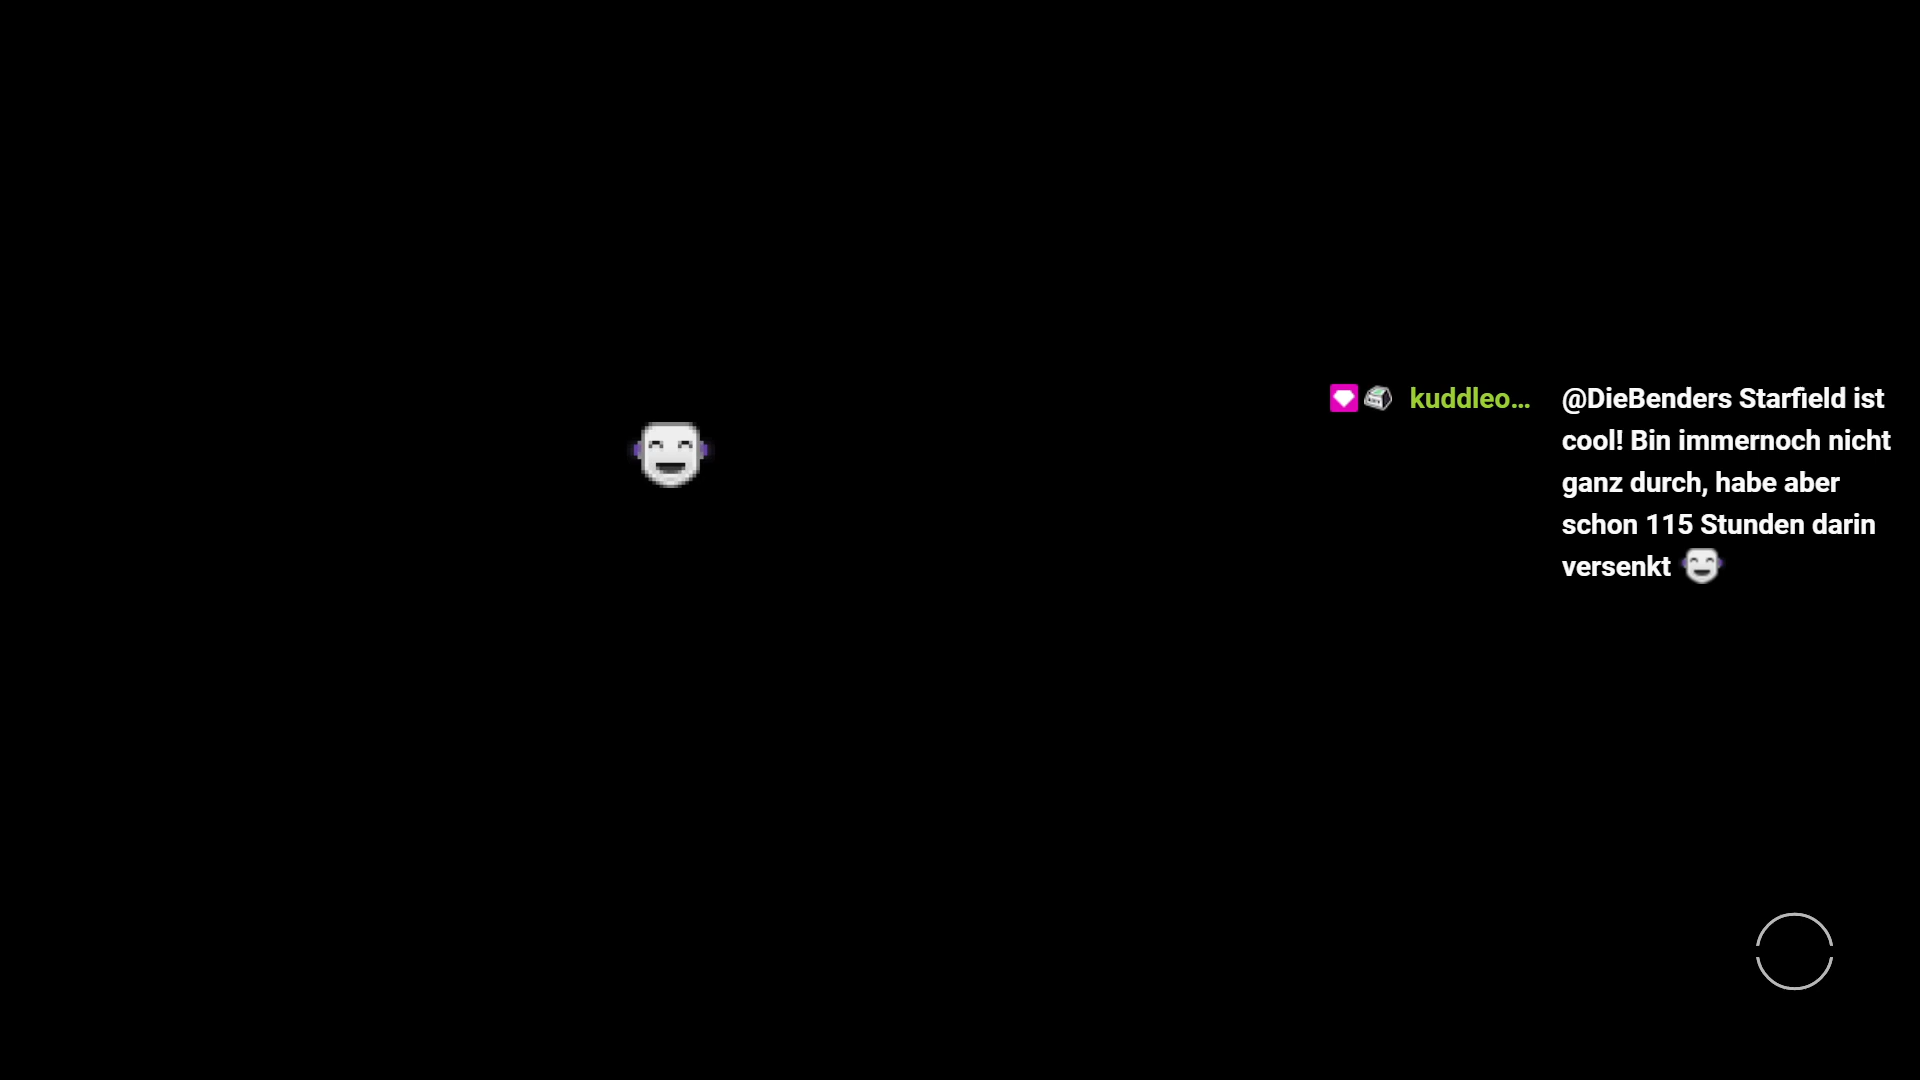 kuddleo... @DieBenders Starfield ist
cool! Bin immernoch nicht
ganz durch, habe aber
schon 115 Stunden darin
versenkt